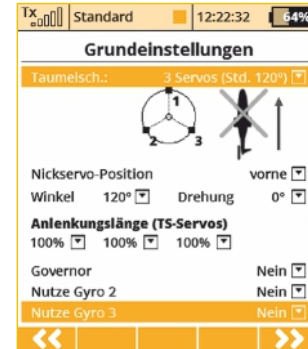 Tx Standard 12:22:32 64%
Grundeinstellungen
Taumelsch.: 3 Servos (Std. 120°)
1
2 3
Nickservo-Position vorne
Winkel 120° Drehung 0°
Anlenkungslänge (TS-Servos)
100% 100% 100%
Governor Nein
Nutze Gyro 2 Nein
Nutze Gyro 3 Nein